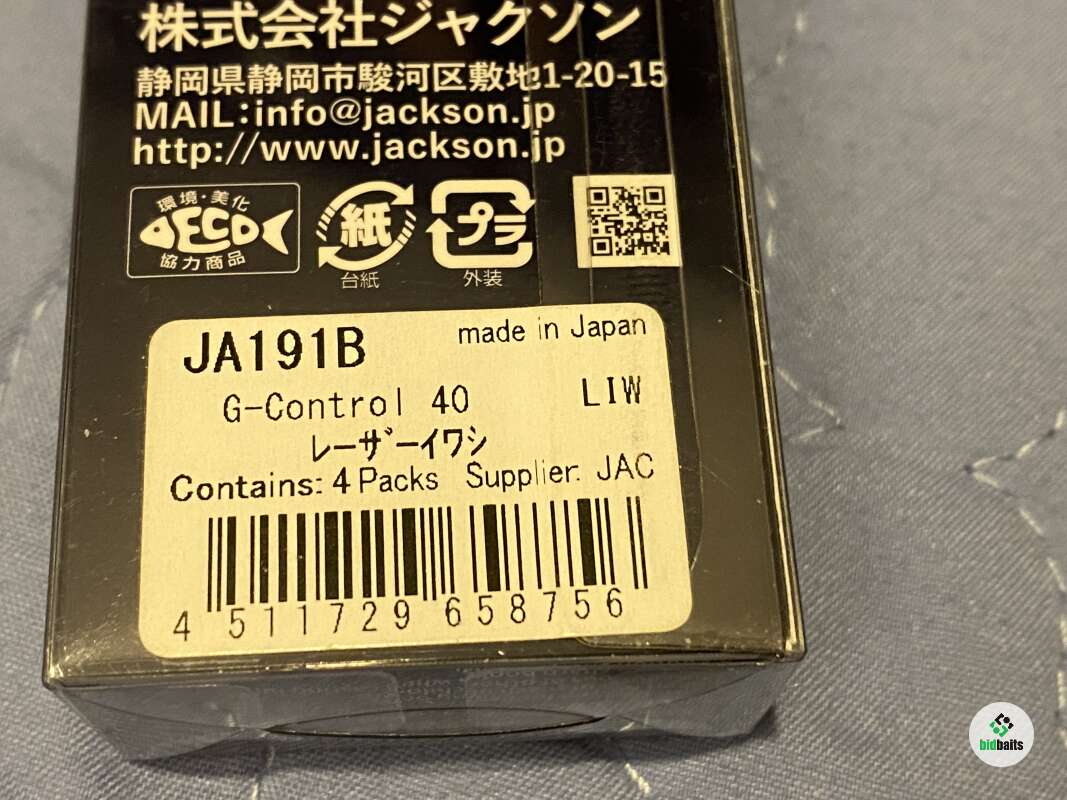 株式会社ジャクソン
静岡県静岡市駿河区敷地1-20-15
MAIL:info@jackson.jp
http://www.jackson.jp
環境・美化
ECO
協力商品
紙
台紙
プラ
外装
JA191B
made in Japan
G-Control 40
LIW
レーザーイワシ
Contains: 4 Packs Supplier: JAC
4 511729 658756
bidbaits